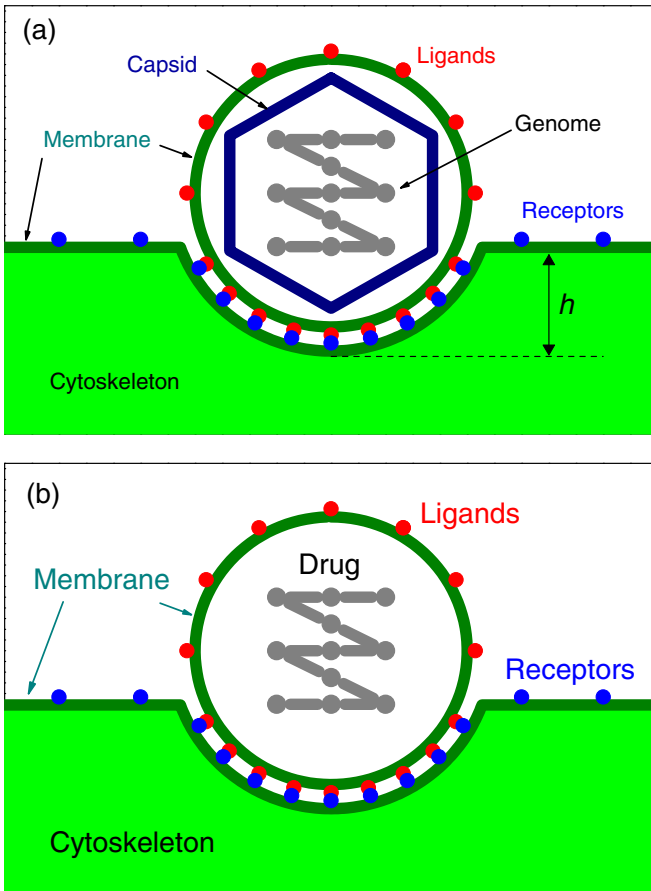 (a)
Ligands
Capsid
Genome
Membrane
Receptors
h
Cytoskeleton
(b)
Ligands
Drug
Membrane
Receptors
Cytoskeleton